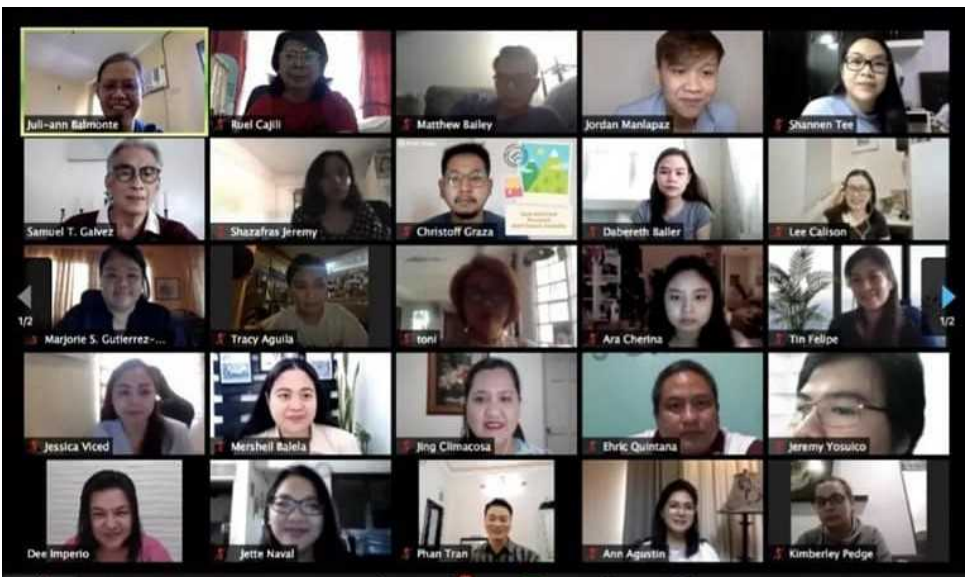 Juli-ann Balmonte
Ruel Cajili
Matthew Bailey
Jordan Manlapaz
Shannen Tee
Samuel T. Galvez
Shazafras Jeremy
Christoff Graza
Dabereth Baller
Lee Calison
Marjorie S. Gutierrez-...
Tracy Aguila
toni
Ara Cherina
Tin Felipe
1/2
1/2
Jessica Viced
Mershell Balela
Jing Climacosa
Ehric Quintana
Jeremy Yosuico
Dee Imperio
Jette Naval
Phan Tran
Ann Agustin
Kimberley Pedge